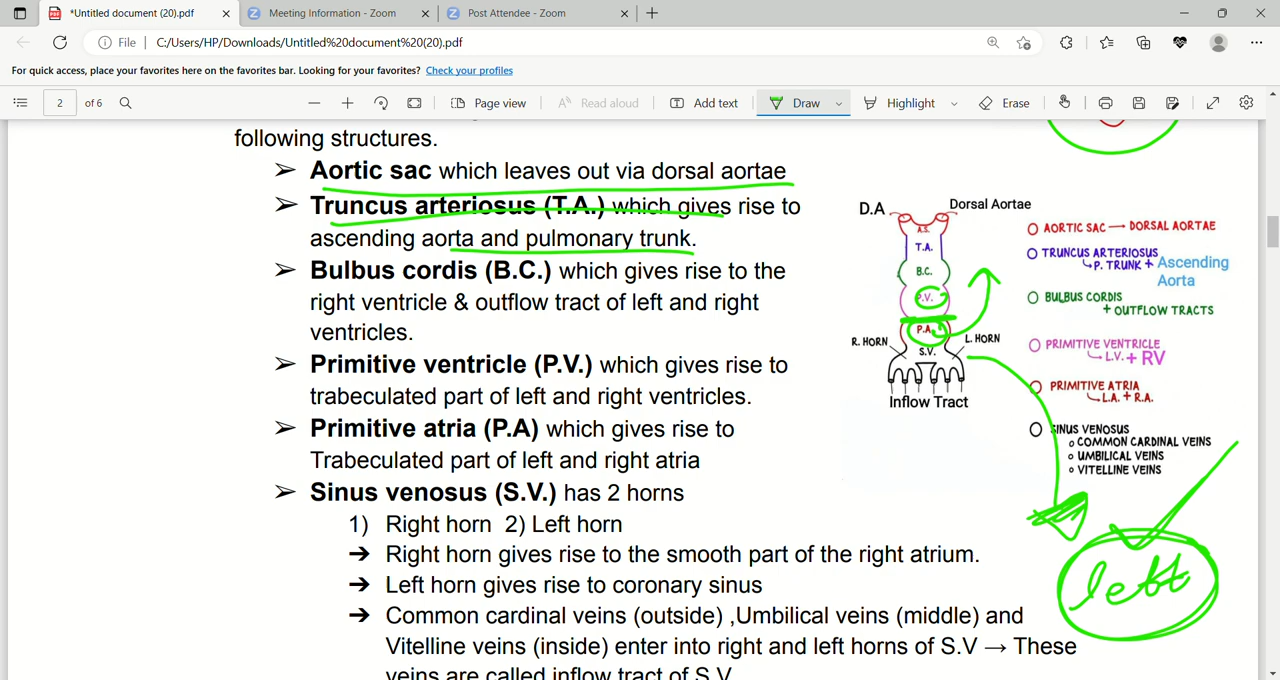 *Untitled document (20).pdf
Meeting Information - Zoom
Post Attendee - Zoom
File
C:/Users/HP/Downloads/Untitled%20document%20(20).pdf
For quick access, place your favorites here on the favorites bar. Looking for your favorites? Check your profiles
2 of 6
Page view
Read aloud
Add text
Draw
Highlight
Erase
following structures.
➢ Aortic sac which leaves out via dorsal aortae
➢ Truncus arteriosus (T.A.) which gives rise to
ascending aorta and pulmonary trunk.
➢ Bulbus cordis (B.C.) which gives rise to the
right ventricle & outflow tract of left and right
ventricles.
➢ Primitive ventricle (P.V.) which gives rise to
trabeculated part of left and right ventricles.
➢ Primitive atria (P.A) which gives rise to
Trabeculated part of left and right atria
➢ Sinus venosus (S.V.) has 2 horns
1) Right horn 2) Left horn
➔ Right horn gives rise to the smooth part of the right atrium.
➔ Left horn gives rise to coronary sinus
➔ Common cardinal veins (outside) ,Umbilical veins (middle) and
Vitelline veins (inside) enter into right and left horns of S.V → These
veins are called inflow tract of S.V
D.A
Dorsal Aortae
A.S.
T.A.
B.C.
P.V.
P.A.
S.V.
R. HORN
L. HORN
Inflow Tract
AORTIC SAC → DORSAL AORTAE
TRUNCUS ARTERIOSUS
↳ P. TRUNK + Ascending
Aorta
BULBUS CORDIS
+ OUTFLOW TRACTS
PRIMITIVE VENTRICLE
↳ L.V. + RV
PRIMITIVE ATRIA
↳ L.A. + R.A.
SINUS VENOSUS
o COMMON CARDINAL VEINS
o UMBILICAL VEINS
o VITELLINE VEINS
left